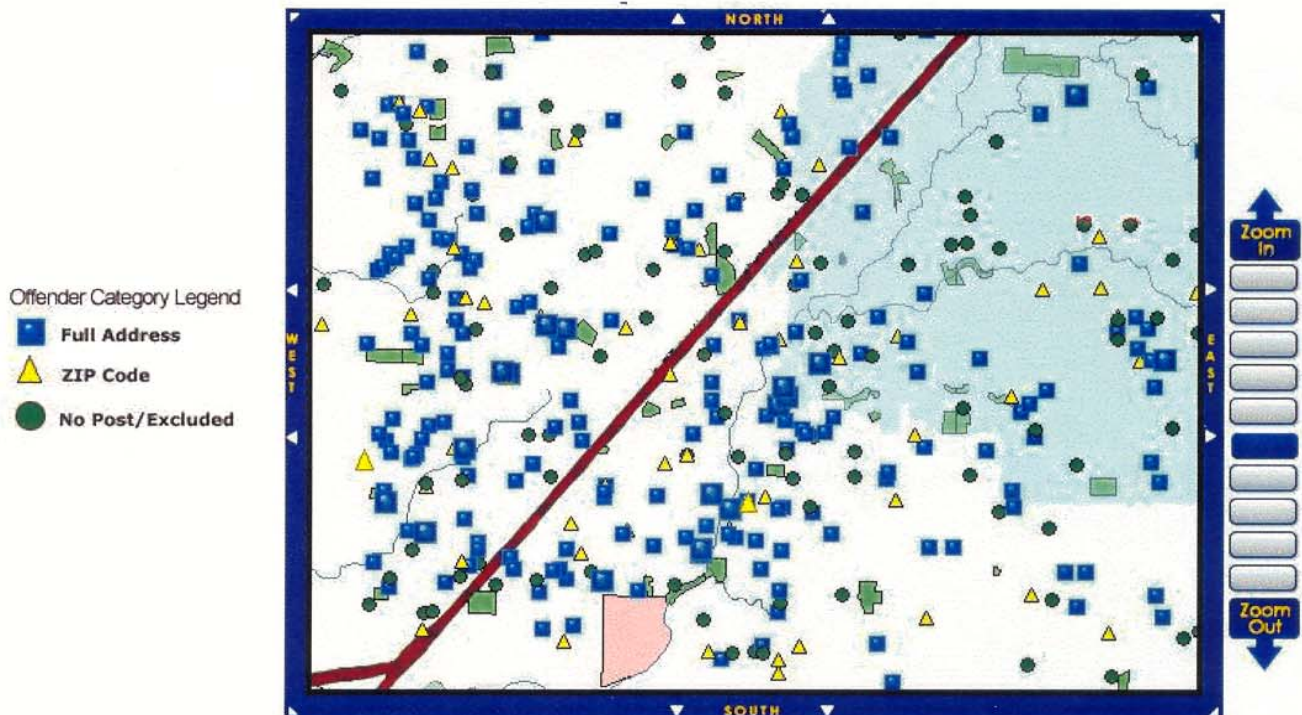 NORTH
Zoom
In
Offender Category Legend
Full Address
ZIP Code
No Post/Excluded
WEST
EAST
Zoom
Out
SOUTH